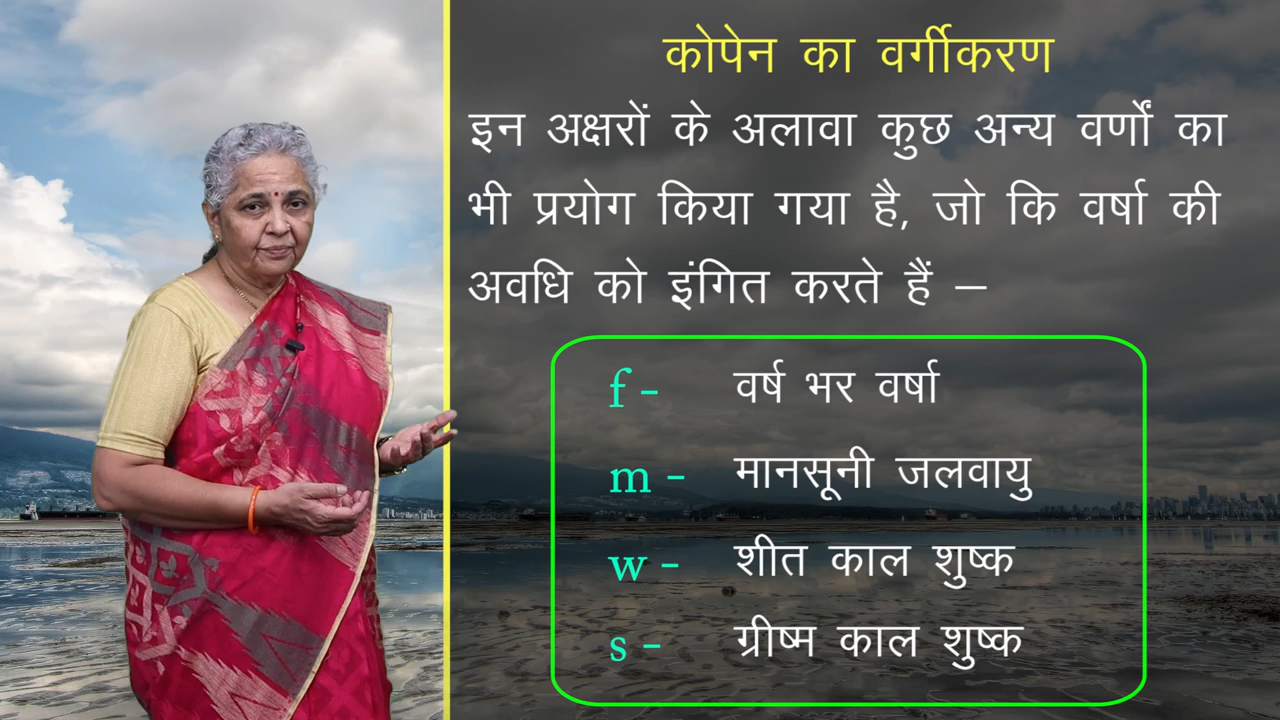 कोपेन का वर्गीकरण
इन अक्षरों के अलावा कुछ अन्य वर्णों का
भी प्रयोग किया गया है, जो कि वर्षा की
अवधि को इंगित करते हैं –
f - वर्ष भर वर्षा
m - मानसूनी जलवायु
w - शीत काल शुष्क
s - ग्रीष्म काल शुष्क